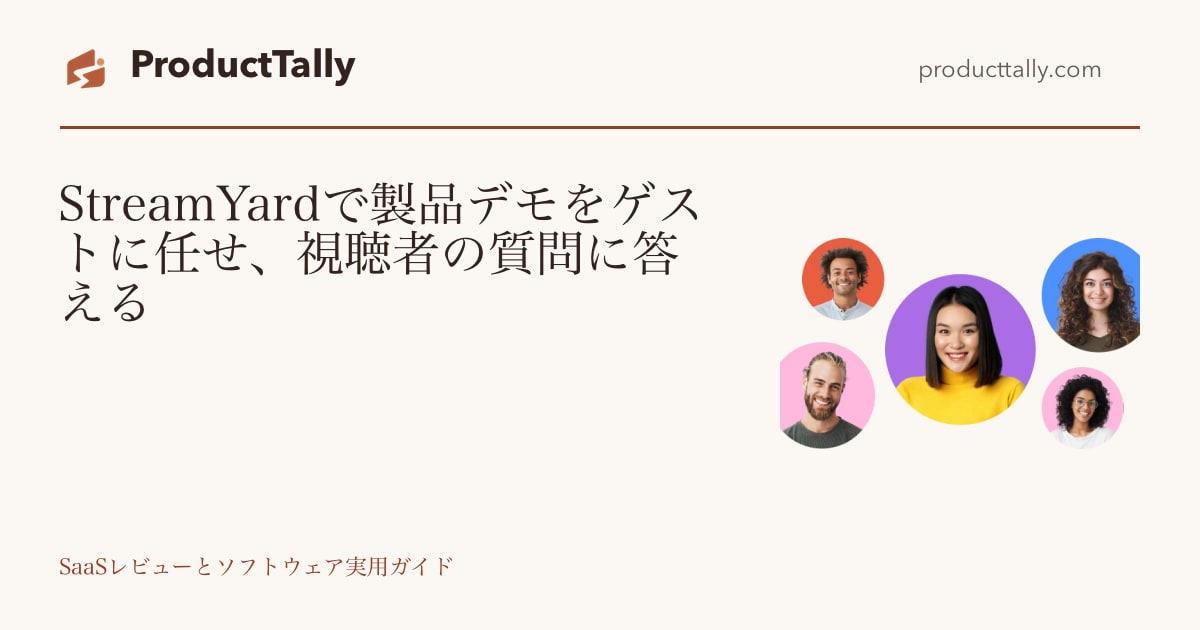 ProductTally
producttally.com
StreamYardで製品デモをゲス
トに任せ、視聴者の質問に答
える
SaaSレビューとソフトウェア実用ガイド